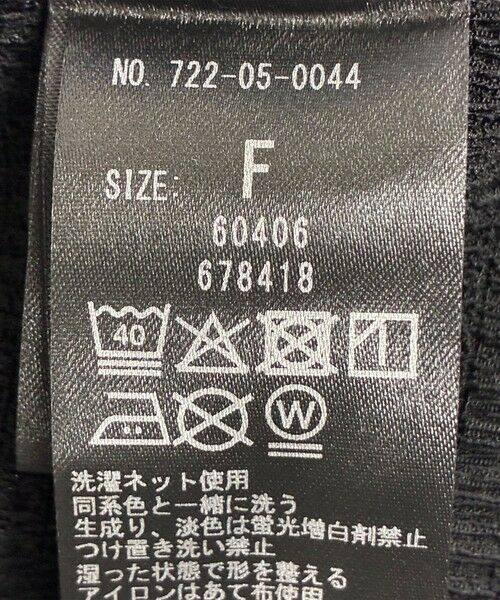 NO. 722-05-0044
SIZE: F
60406
678418
40
W
洗濯ネット使用
同系色と一緒に洗う
生成り、淡色は蛍光増白剤禁止
つけ置き洗い禁止
湿った状態で形を整える
アイロンはあて布使用